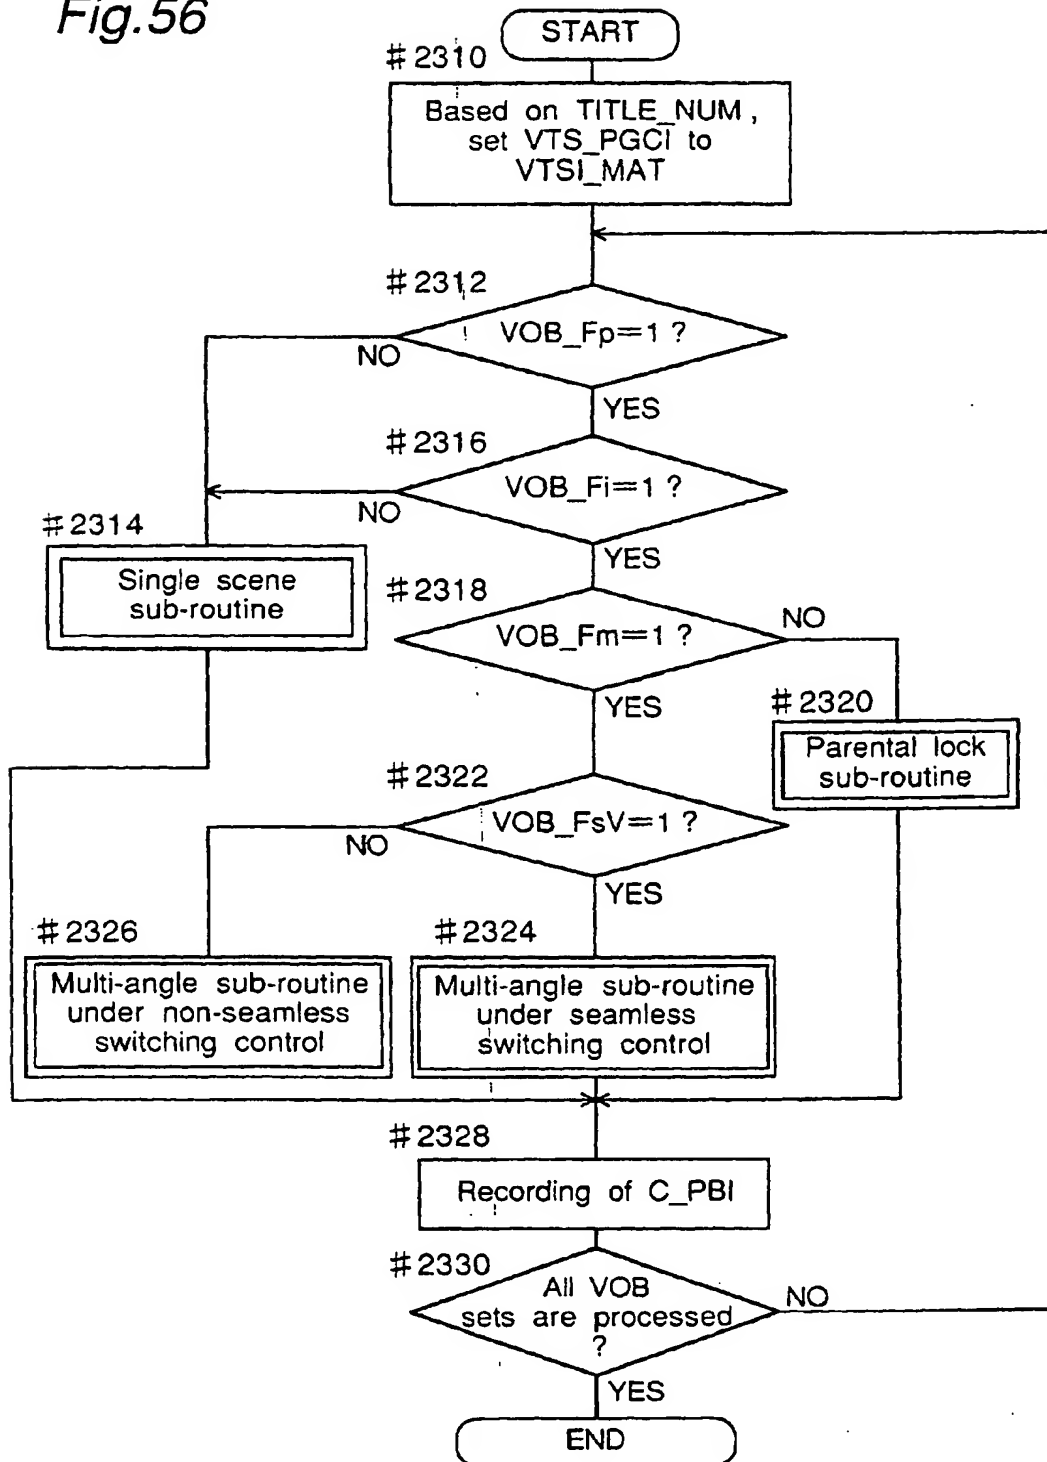 Fig.56
START
#2310
Based on TITLE_NUM,
set VTS_PGCI to
VTSI_MAT
#2312
VOB_Fp=1 ?
NO
YES
#2316
VOB_Fi=1 ?
NO
YES
#2314
Single scene
sub-routine
#2318
VOB_Fm=1 ?
NO
YES
#2320
Parental lock
sub-routine
#2322
VOB_FsV=1 ?
NO
YES
#2326
Multi-angle sub-routine
under non-seamless
switching control
#2324
Multi-angle sub-routine
under seamless
switching control
#2328
Recording of C_PBI
#2330
All VOB
sets are processed
?
NO
YES
END